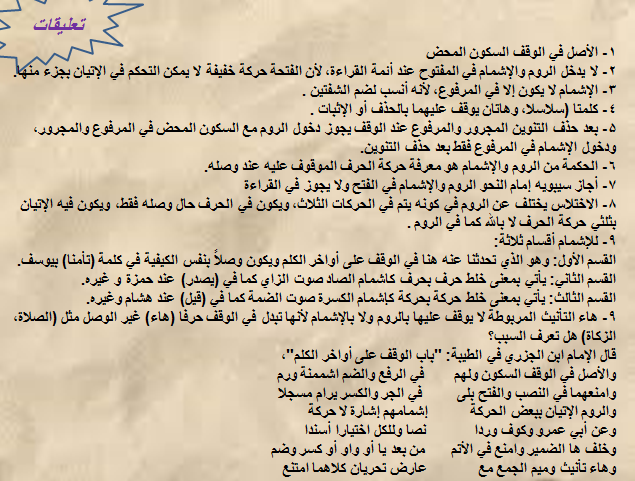 تعليقات
١- الأصل في الوقف السكون المحض
٢- لا يدخل الروم والإشمام في المفتوح عند أئمة القراءة، لأن الفتحة حركة خفيفة لا يمكن التحكم في الإتيان بجزء منها.
٣- الإشمام لا يكون إلا في المرفوع، لأنه أنسب لضم الشفتين .
٤- كلمتا (سلاسلا، وهاتان يوقف عليهما بالحذف أو الإثبات .
٥- بعد حذف التنوين المجرور والمرفوع عند الوقف يجوز دخول الروم مع السكون المحض في المرفوع والمجرور،
ودخول الإشمام في المرفوع فقط بعد حذف التنوين.
٦- الحكمة من الروم والإشمام هو معرفة حركة الحرف الموقوف عليه عند وصله.
٧- أجاز سيبويه إمام النحو الروم والإشمام في الفتح ولا يجوز في القراءة
٨- الاختلاس يختلف عن الروم في كونه يتم في الحركات الثلاث، ويكون في الحرف حال وصله فقط، ويكون فيه الإتيان
بثلثي حركة الحرف لا بالله كما في الروم .
٩- للإشمام أقسام ثلاثة:
القسم الأول: وهو الذي تحدثنا عنه هنا في الوقف على أواخر الكلم ويكون وصلاً بنفس الكيفية في كلمة (تأمنا) بيوسف.
القسم الثاني: يأتي بمعنى خلط حرف بحرف كاشمام الصاد صوت الزاي كما في (يصدر) عند حمزة و غيره.
القسم الثالث: يأتي بمعنى خلط حركة بحركة كإشمام الكسرة صوت الضمة كما في (قيل) عند هشام وغيره.
٩- هاء التأنيث المربوطة لا يوقف عليها بالروم ولا بالإشمام لأنها تبدل في الوقف حرفا (هاء) غير الوصل مثل (الصلاة،
الزكاة) هل تعرف السبب؟
قال الإمام ابن الجزري في الطيبة: "باب الوقف على أواخر الكلم"،
والأصل في الوقف السكون ولهم في الرفع والضم اشممنة ورم
وامنعهما في النصب والفتح بلى في الجر والكسر يرام مسجلا
والروم الإتيان ببعض الحركة إشمامهم إشارة لا حركة
وعن أبي عمرو وكوف وردا نصا وللكل اختيارا أسندا
وخلف ها الضمير وامنع في الأتم من بعد يا أو واو أو كسر وضم
وهاء تأنيث وميم الجمع مع عارض تحريان كلاهما امتنع